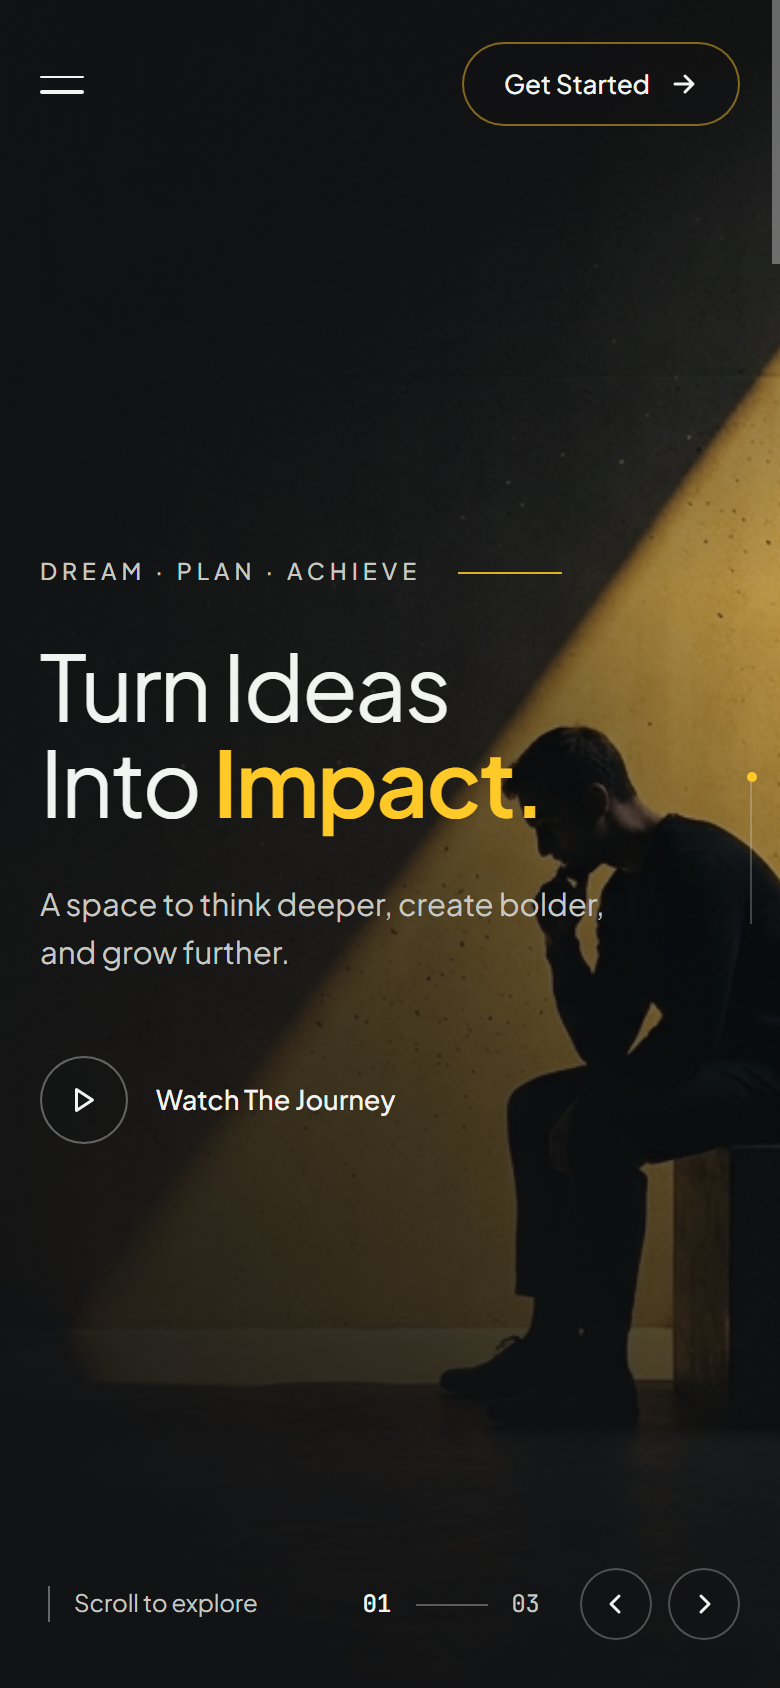 Get Started
DREAM · PLAN · ACHIEVE
Turn Ideas
Into Impact.
A space to think deeper, create bolder,
and grow further.
Watch The Journey
Scroll to explore
01
03